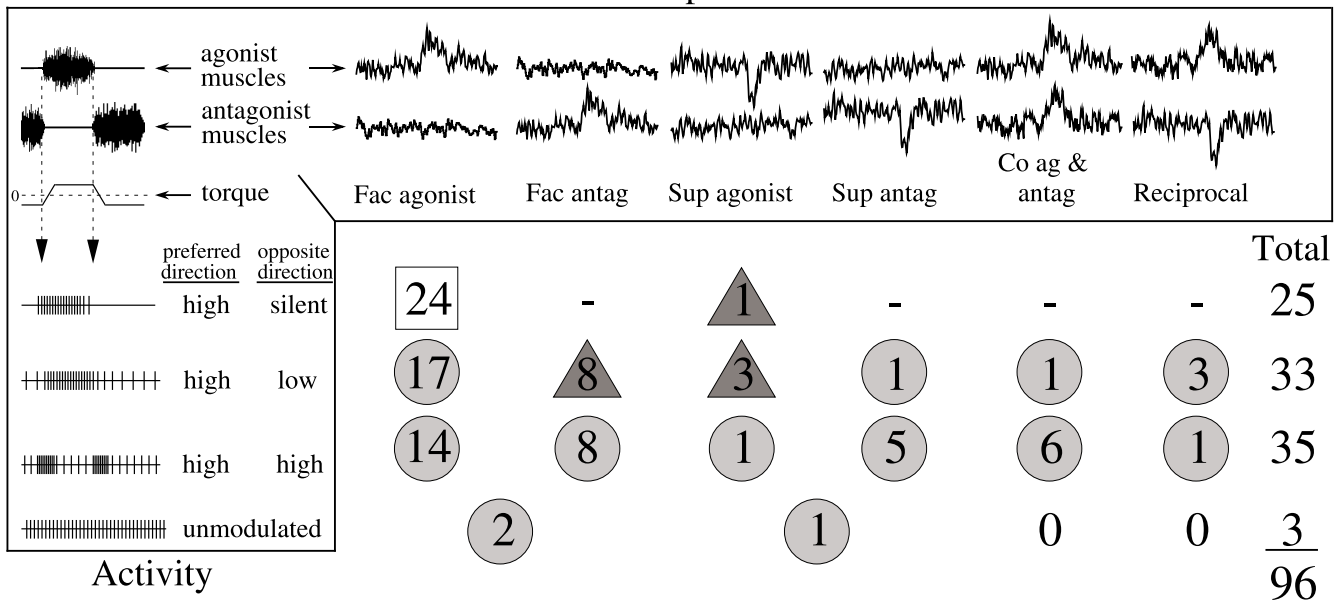 agonist
muscles
antagonist
muscles
0
torque
Fac agonist
Fac antag
Sup agonist
Sup antag
Co ag &
antag
Reciprocal
preferred
direction
opposite
direction
Total
high silent 24 - 1 - - - 25
high low 17 8 3 1 1 3 33
high high 14 8 1 5 6 1 35
unmodulated 2 1 0 0 3
Activity
96